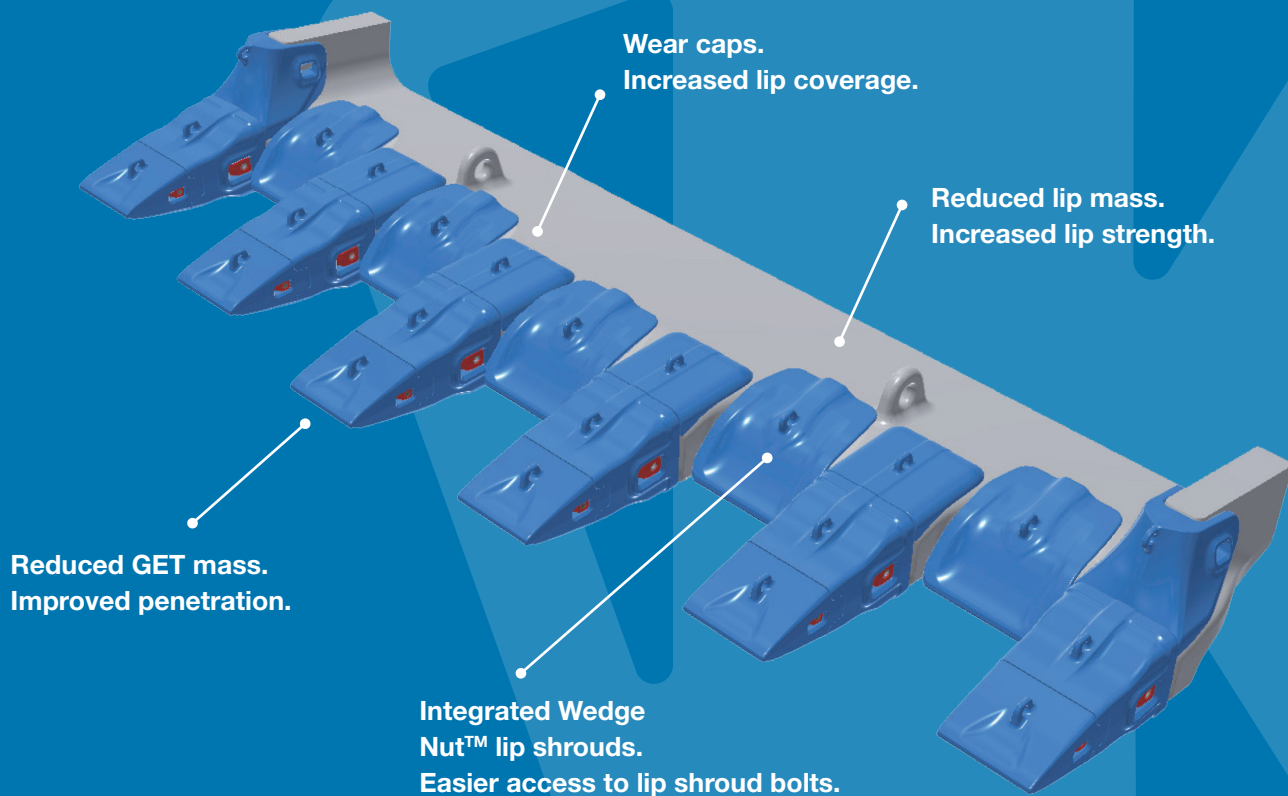 Wear caps.
Increased lip coverage.
Reduced lip mass.
Increased lip strength.
Reduced GET mass.
Improved penetration.
Integrated Wedge
Nut™ lip shrouds.
Easier access to lip shroud bolts.